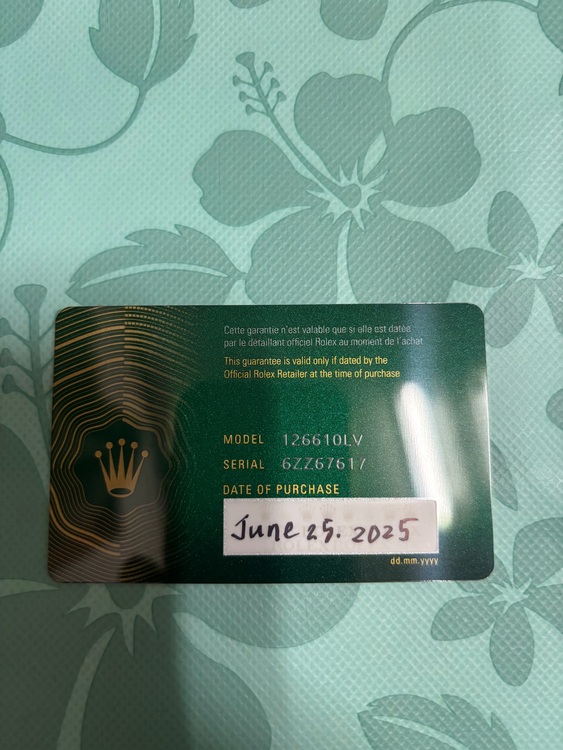 Cette garantie n'est valable que si elle est datée
par le détaillant officiel Rolex au moment de l'achat
This guarantee is valid only if dated by the
Official Rolex Retailer at the time of purchase
MODEL 126610LV
SERIAL 6ZZ67617
DATE OF PURCHASE
June 25. 2025
dd.mm.yyyy